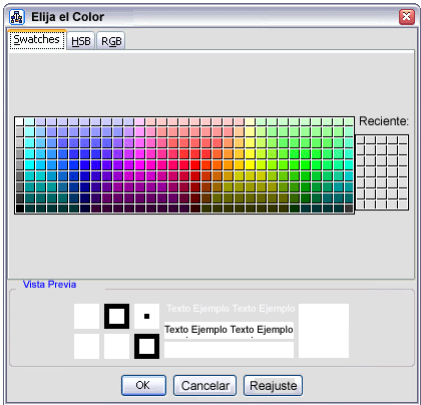 Elija el Color
Swatches HSB RGB
Reciente:
Vista Previa
Texto Ejemplo Texto Ejemplo
Texto Ejemplo Texto Ejemplo
OK Cancelar Reajuste